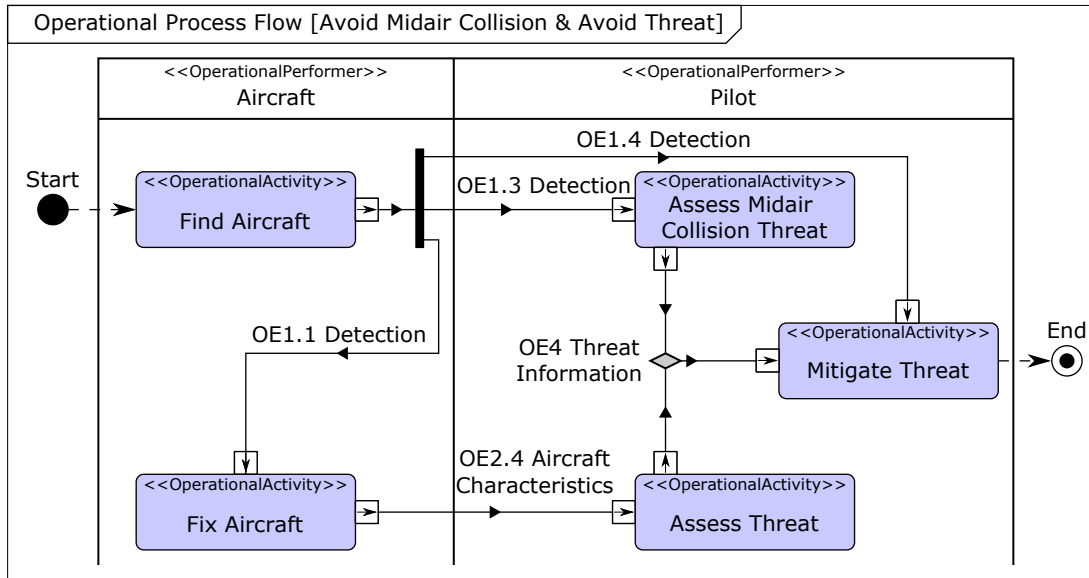 Operational Process Flow [Avoid Midair Collision & Avoid Threat]
<<OperationalPerformer>>
Aircraft
<<OperationalPerformer>>
Pilot
Start
<<OperationalActivity>>
Find Aircraft
OE1.4 Detection
OE1.3 Detection
<<OperationalActivity>>
Assess Midair
Collision Threat
OE1.1 Detection
OE4 Threat
Information
<<OperationalActivity>>
Mitigate Threat
End
<<OperationalActivity>>
Fix Aircraft
OE2.4 Aircraft
Characteristics
<<OperationalActivity>>
Assess Threat